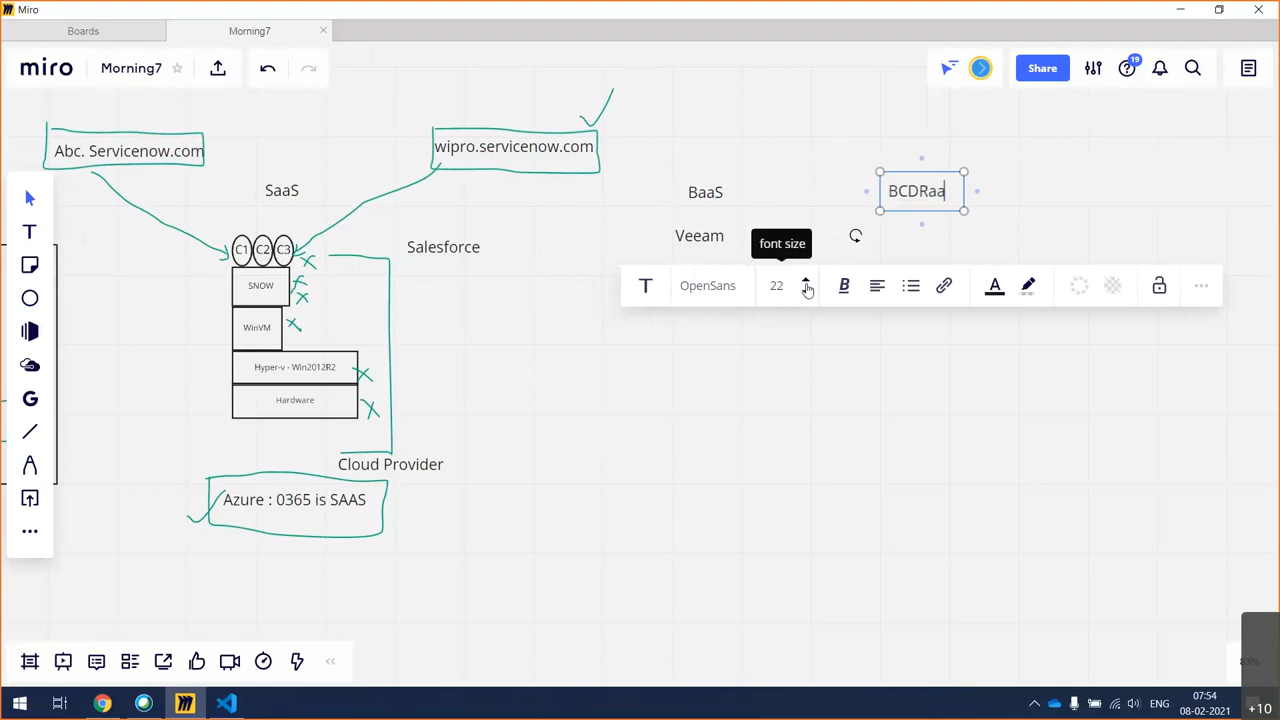 Miro
Boards
Morning7
miro
Morning7
Share
19
Abc. Servicenow.com
wipro.servicenow.com
SaaS
BaaS
BCDRaa
Veeam
font size
C1 C2 C3
Salesforce
SNOW
T
OpenSans
22
B
A
WinVM
Hyper-v - Win2012R2
Hardware
Cloud Provider
Azure : 0365 is SAAS
T
G
ENG
07:54
08-02-2021
+10